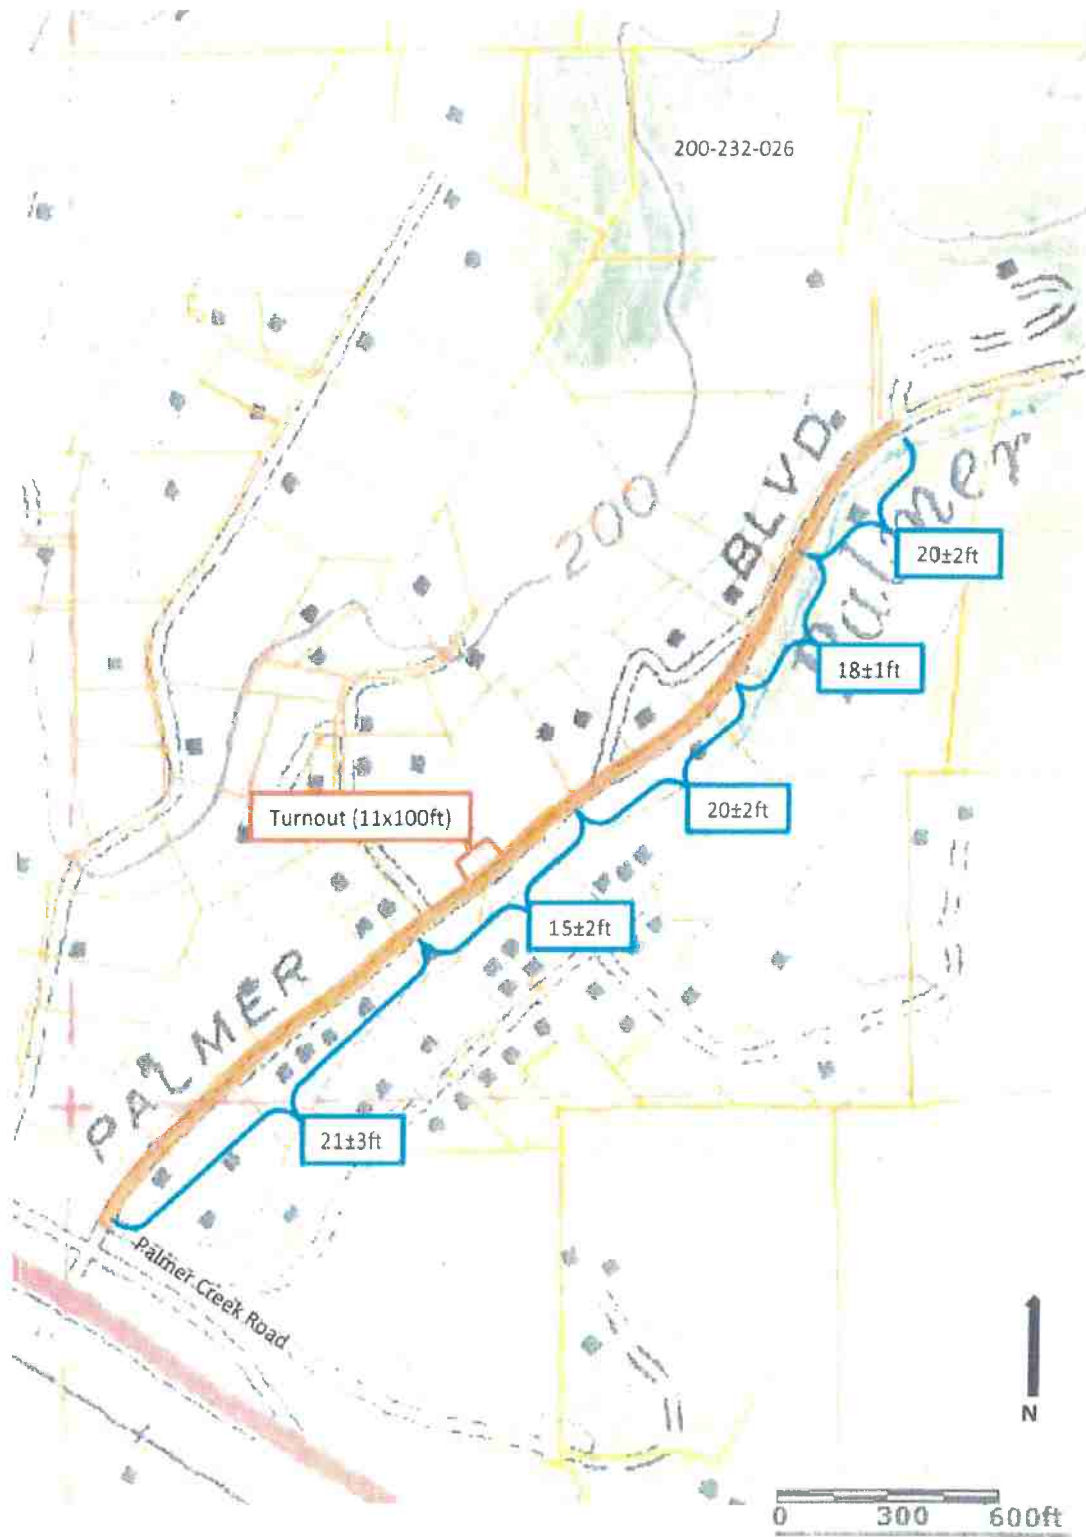 200-232-026
BLVD.
Palmer
200
20±2ft
18±1ft
20±2ft
Turnout (11x100ft)
15±2ft
PALMER
21±3ft
Palmer Creek Road
N
0 300 600ft